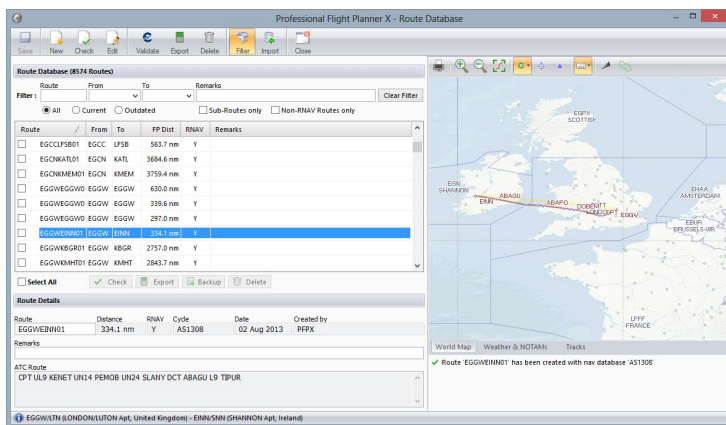 Professional Flight Planner X - Route Database
Save New Check Edit Validate Export Delete Filter Import Close
Route Database (8574 Routes)
Route From To Remarks
Filter : Clear Filter
All Current Outdated Sub-Routes only Non-RNAV Routes only
Route / From To FP Dist RNAV Remarks
EGCCLFSB01 EGCC LFSB 563.7 nm Y
EGCNKATL01 EGCN KATL 3684.6 nm Y
EGCNKMEM01 EGCN KMEM 3759.4 nm Y
EGGWEGGW0 EGGW EGGW 630.0 nm Y
EGGWEGGW0 EGGW EGGW 339.6 nm Y
EGGWEGGW0 EGGW EGGW 297.0 nm Y
EGGWEINN01 EGGW EINN 334.1 nm Y
EGGWKBGR01 EGGW KBGR 2757.0 nm Y
EGGWKMHT01 EGGW KMHT 2843.7 nm Y
Select All Check Export Backup Delete
Route Details
Route Distance RNAV Cycle Date Created by
EGGWEINN01 334.1 nm Y AS1308 02 Aug 2013 PFPX
Remarks
ATC Route
CPT UL9 KENET UN14 PEMOB UN24 SLANY DCT ABAGU L9 TIPUR
EGPX
SCOTTISH
EISN
SHANNON
EINN
ABAGU
ABAPO
EGGW
EHAA
AMSTERDAM
EBUR
BRUSSELS-UIR
LFFF
FRANCE
World Map Weather & NOTAMs Tracks
Route 'EGGWEINN01' has been created with nav database 'AS1308'
EGGW/LTN (LONDON/LUTON Apt, United Kingdom) - EINN/SNN (SHANNON Apt, Ireland)